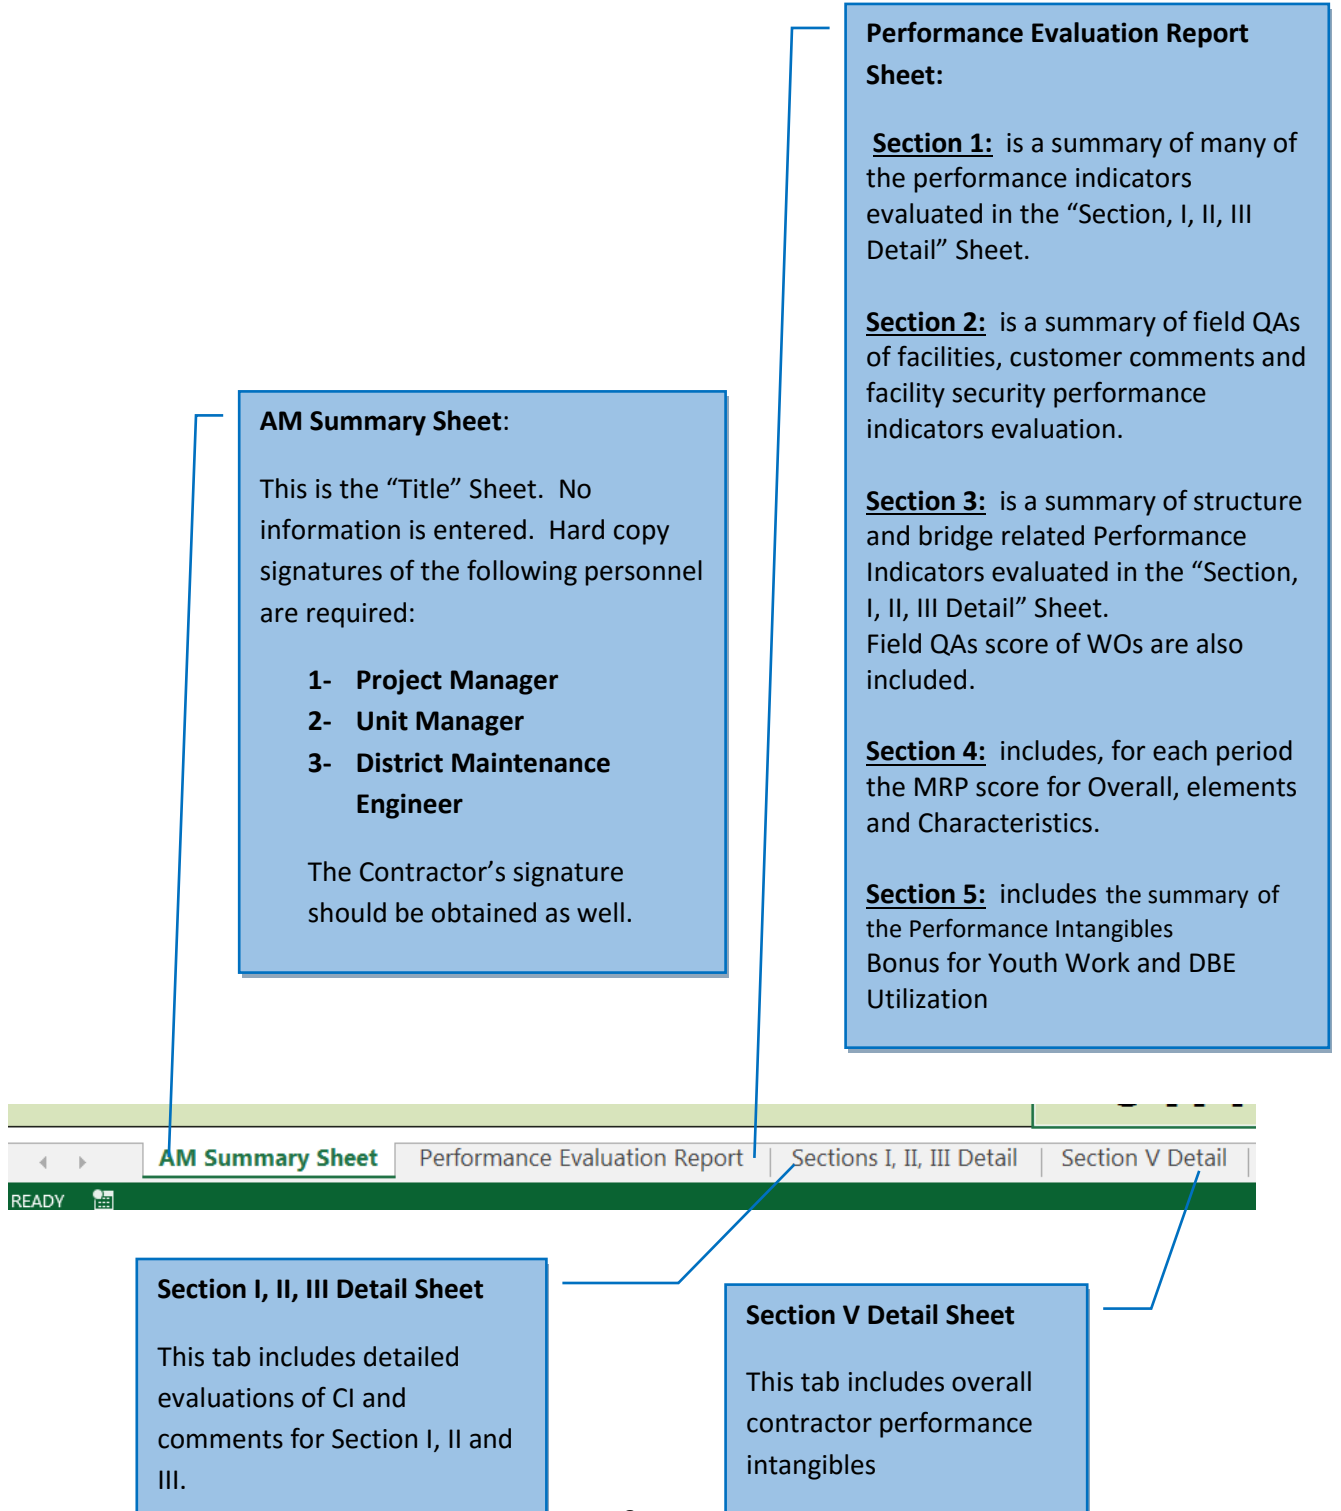 Performance Evaluation Report
Sheet:
Section 1: is a summary of many of
the performance indicators
evaluated in the “Section, I, II, III
Detail” Sheet.
Section 2: is a summary of field QAs
of facilities, customer comments and
facility security performance
indicators evaluation.
Section 3: is a summary of structure
and bridge related Performance
Indicators evaluated in the “Section,
I, II, III Detail” Sheet.
Field QAs score of WOs are also
included.
Section 4: includes, for each period
the MRP score for Overall, elements
and Characteristics.
Section 5: includes the summary of
the Performance Intangibles
Bonus for Youth Work and DBE
Utilization
AM Summary Sheet:
This is the “Title” Sheet. No
information is entered. Hard copy
signatures of the following personnel
are required:
1- Project Manager
2- Unit Manager
3- District Maintenance
Engineer
The Contractor’s signature
should be obtained as well.
AM Summary Sheet Performance Evaluation Report Sections I, II, III Detail Section V Detail
READY
Section I, II, III Detail Sheet
This tab includes detailed
evaluations of CI and
comments for Section I, II and
III.
Section V Detail Sheet
This tab includes overall
contractor performance
intangibles